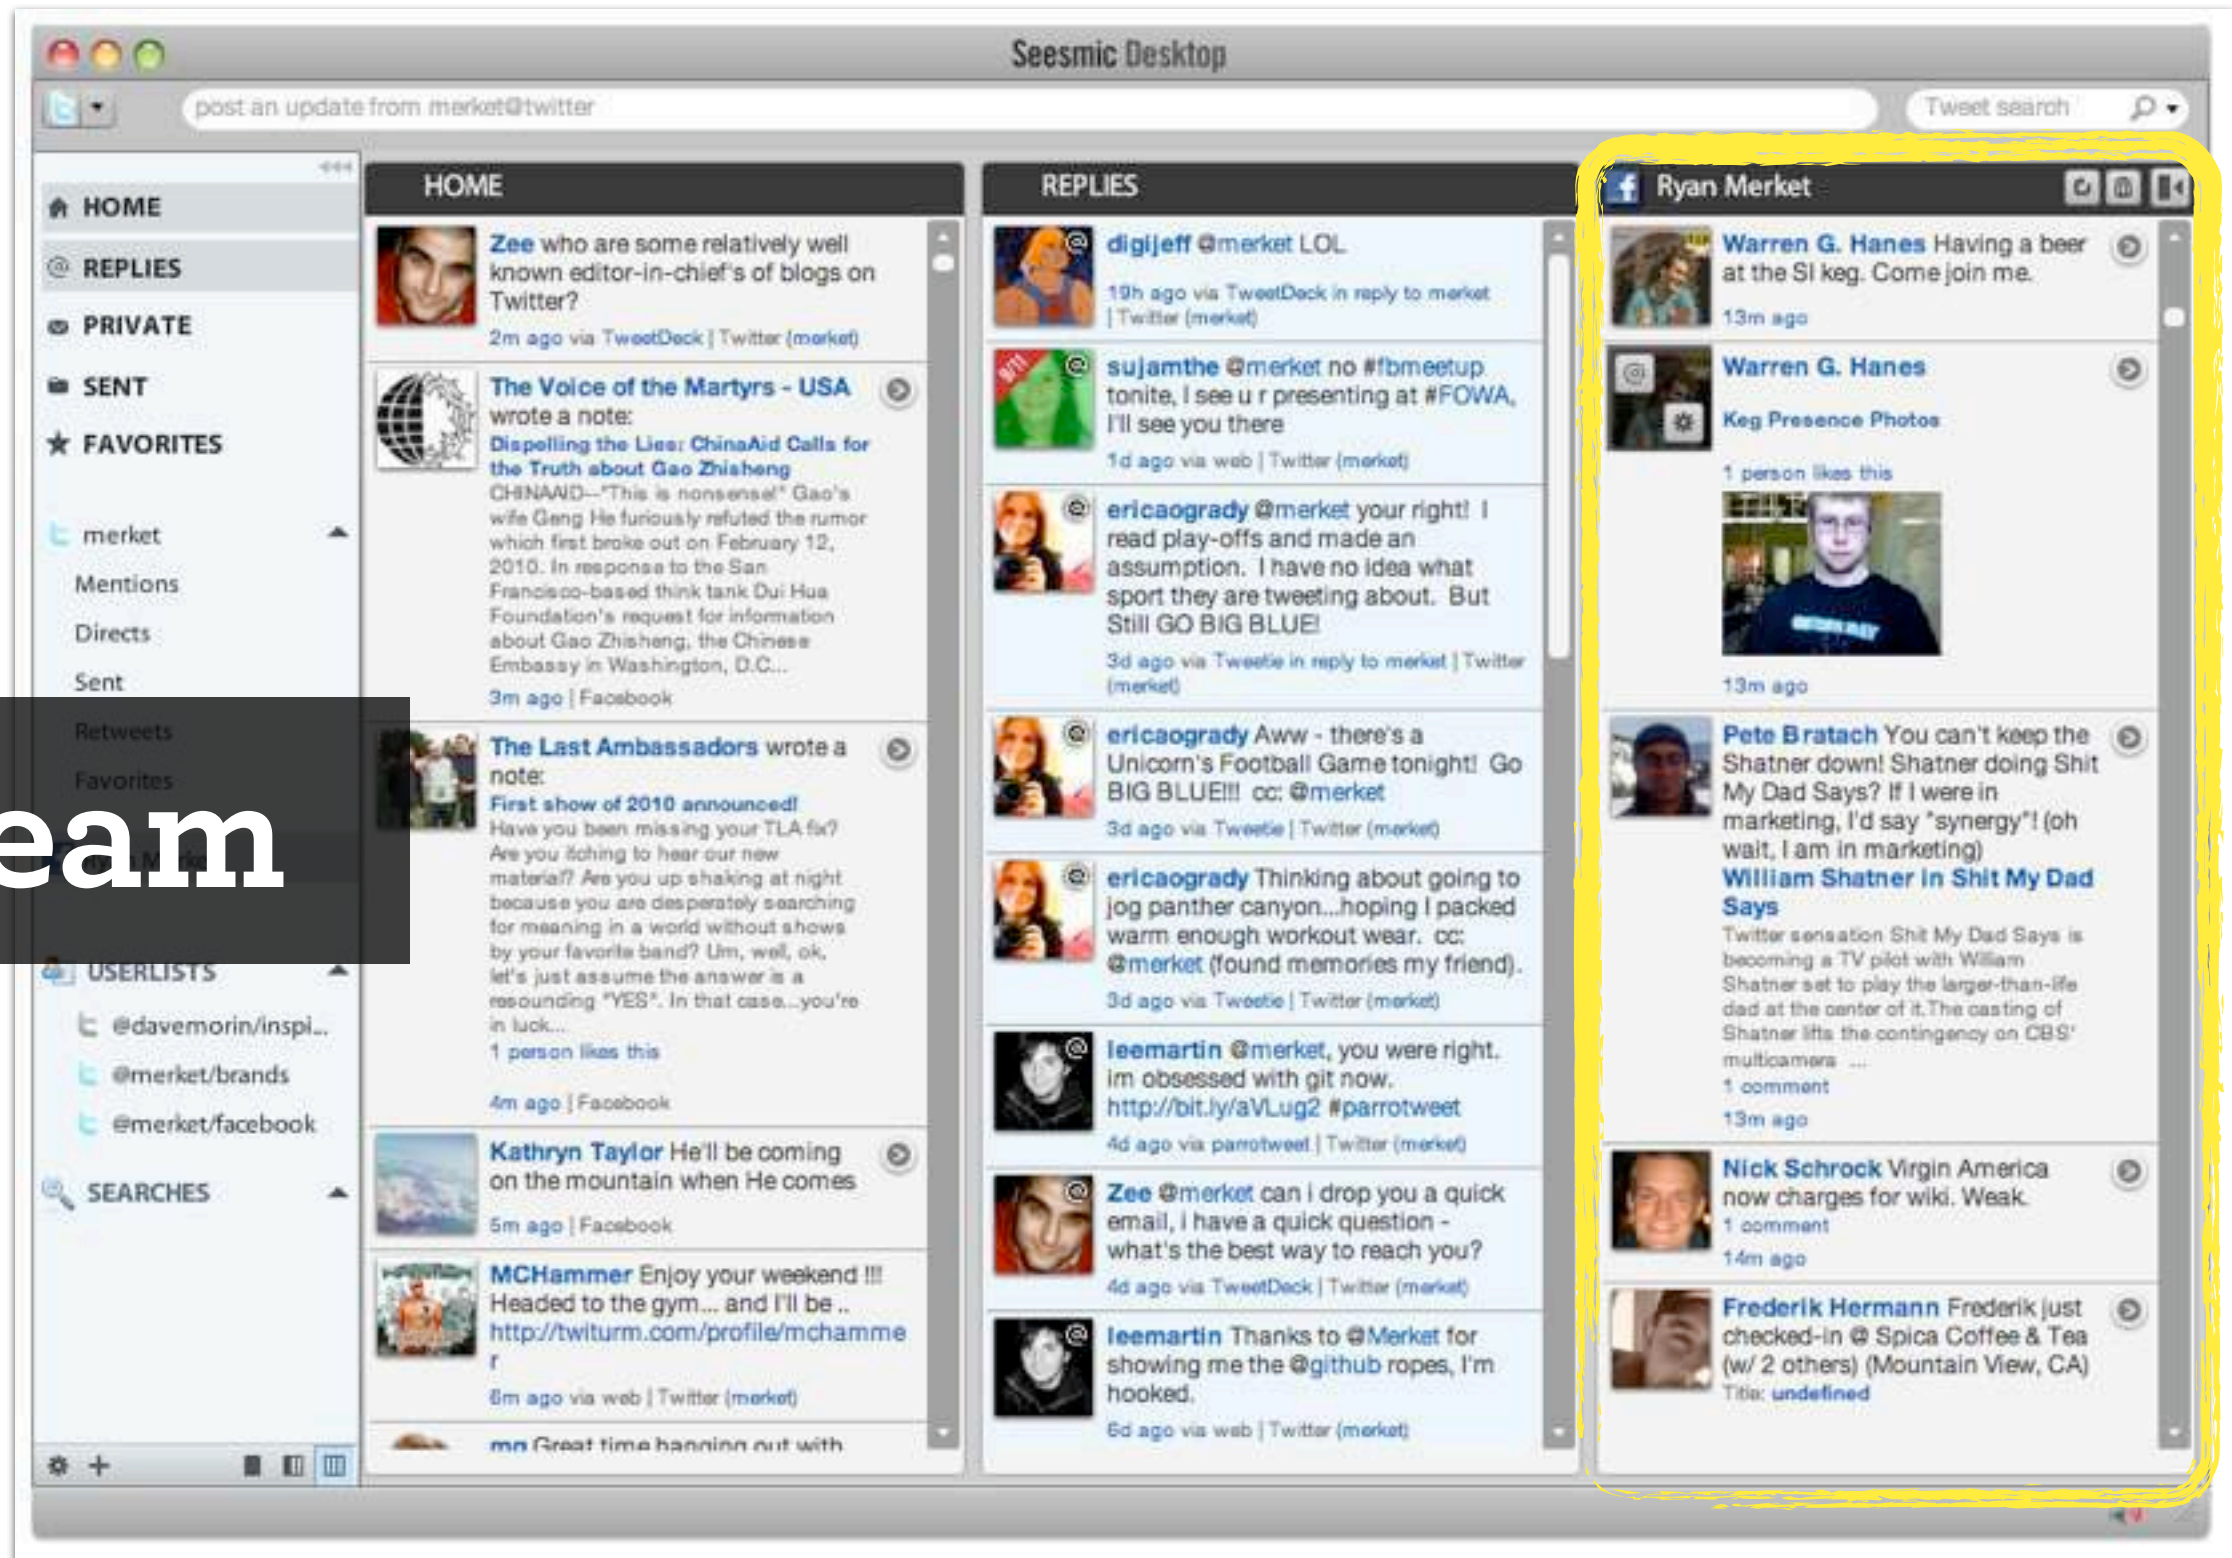 Seesmic Desktop
post an update from merket@twitter
Tweet search
HOME
REPLIES
PRIVATE
SENT
FAVORITES
merket
Mentions
Directs
Sent
Retweets
Favorites
eam
USERLISTS
@davemorin/inspi...
@merket/brands
@merket/facebook
SEARCHES
HOME
Zee who are some relatively well
known editor-in-chief's of blogs on
Twitter?
2m ago via TweetDeck | Twitter (merket)
The Voice of the Martyrs - USA
wrote a note:
Dispelling the Lies: ChinaAid Calls for
the Truth about Gao Zhisheng
CHINAAID--"This is nonsense!" Gao's
wife Geng He furiously refuted the rumor
which first broke out on February 12,
2010. In response to the San
Francisco-based think tank Dui Hua
Foundation's request for information
about Gao Zhisheng, the Chinese
Embassy in Washington, D.C...
3m ago | Facebook
The Last Ambassadors wrote a
note:
First show of 2010 announced!
Have you been missing your TLA fix?
Are you itching to hear our new
material? Are you up shaking at night
because you are desperately searching
for meaning in a world without shows
by your favorite band? Um, well, ok,
let's just assume the answer is a
resounding "YES". In that case...you're
in luck...
1 person likes this
4m ago | Facebook
Kathryn Taylor He'll be coming
on the mountain when He comes
5m ago | Facebook
MCHammer Enjoy your weekend !!!
Headed to the gym... and I'll be ..
http://twiturm.com/profile/mchamme
r
6m ago via web | Twitter (merket)
mg Great time hanging out with
REPLIES
digijeff @merket LOL
19h ago via TweetDeck in reply to merket
| Twitter (merket)
9/11
sujamthe @merket no #fbmeetup
tonite, I see u r presenting at #FOWA,
I'll see you there
1d ago via web | Twitter (merket)
ericaogrady @merket your right! I
read play-offs and made an
assumption. I have no idea what
sport they are tweeting about. But
Still GO BIG BLUE!
3d ago via Tweetie in reply to merket | Twitter
(merket)
ericaogrady Aww - there's a
Unicorn's Football Game tonight! Go
BIG BLUE!!! cc: @merket
3d ago via Tweetie | Twitter (merket)
ericaogrady Thinking about going to
jog panther canyon...hoping I packed
warm enough workout wear. cc:
@merket (found memories my friend).
3d ago via Tweetie | Twitter (merket)
leemartin @merket, you were right.
im obsessed with git now.
http://bit.ly/aVLug2 #parrotweet
4d ago via parrotweet | Twitter (merket)
Zee @merket can i drop you a quick
email, i have a quick question -
what's the best way to reach you?
4d ago via TweetDeck | Twitter (merket)
leemartin Thanks to @Merket for
showing me the @github ropes, I'm
hooked.
6d ago via web | Twitter (merket)
Ryan Merket
Warren G. Hanes Having a beer
at the SI keg. Come join me.
13m ago
Warren G. Hanes
Keg Presence Photos
1 person likes this
13m ago
Pete Bratach You can't keep the
Shatner down! Shatner doing Shit
My Dad Says? If I were in
marketing, I'd say "synergy"! (oh
wait, I am in marketing)
William Shatner in Shit My Dad
Says
Twitter sensation Shit My Dad Says is
becoming a TV pilot with William
Shatner set to play the larger-than-life
dad at the center of it.The casting of
Shatner lifts the contingency on CBS'
multicamera ...
1 comment
13m ago
Nick Schrock Virgin America
now charges for wiki. Weak.
1 comment
14m ago
Frederik Hermann Frederik just
checked-in @ Spica Coffee & Tea
(w/ 2 others) (Mountain View, CA)
Title: undefined